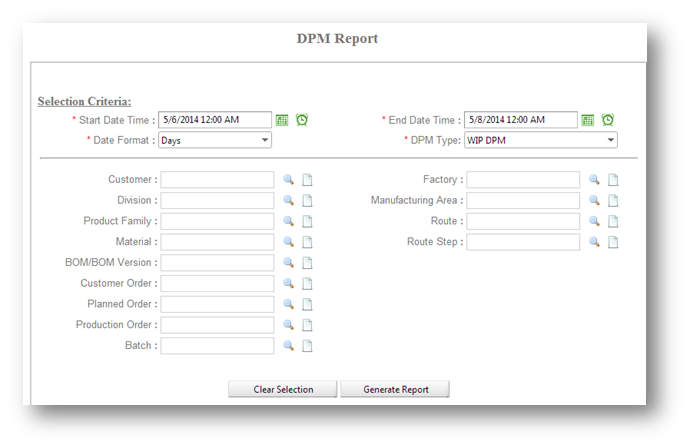 DPM Report
Selection Criteria:
* Start Date Time : 5/6/2014 12:00 AM * End Date Time : 5/8/2014 12:00 AM
* Date Format : Days * DPM Type: WIP DPM
Customer : Factory :
Division : Manufacturing Area :
Product Family : Route :
Material : Route Step :
BOM/BOM Version :
Customer Order :
Planned Order :
Production Order :
Batch :
Clear Selection Generate Report